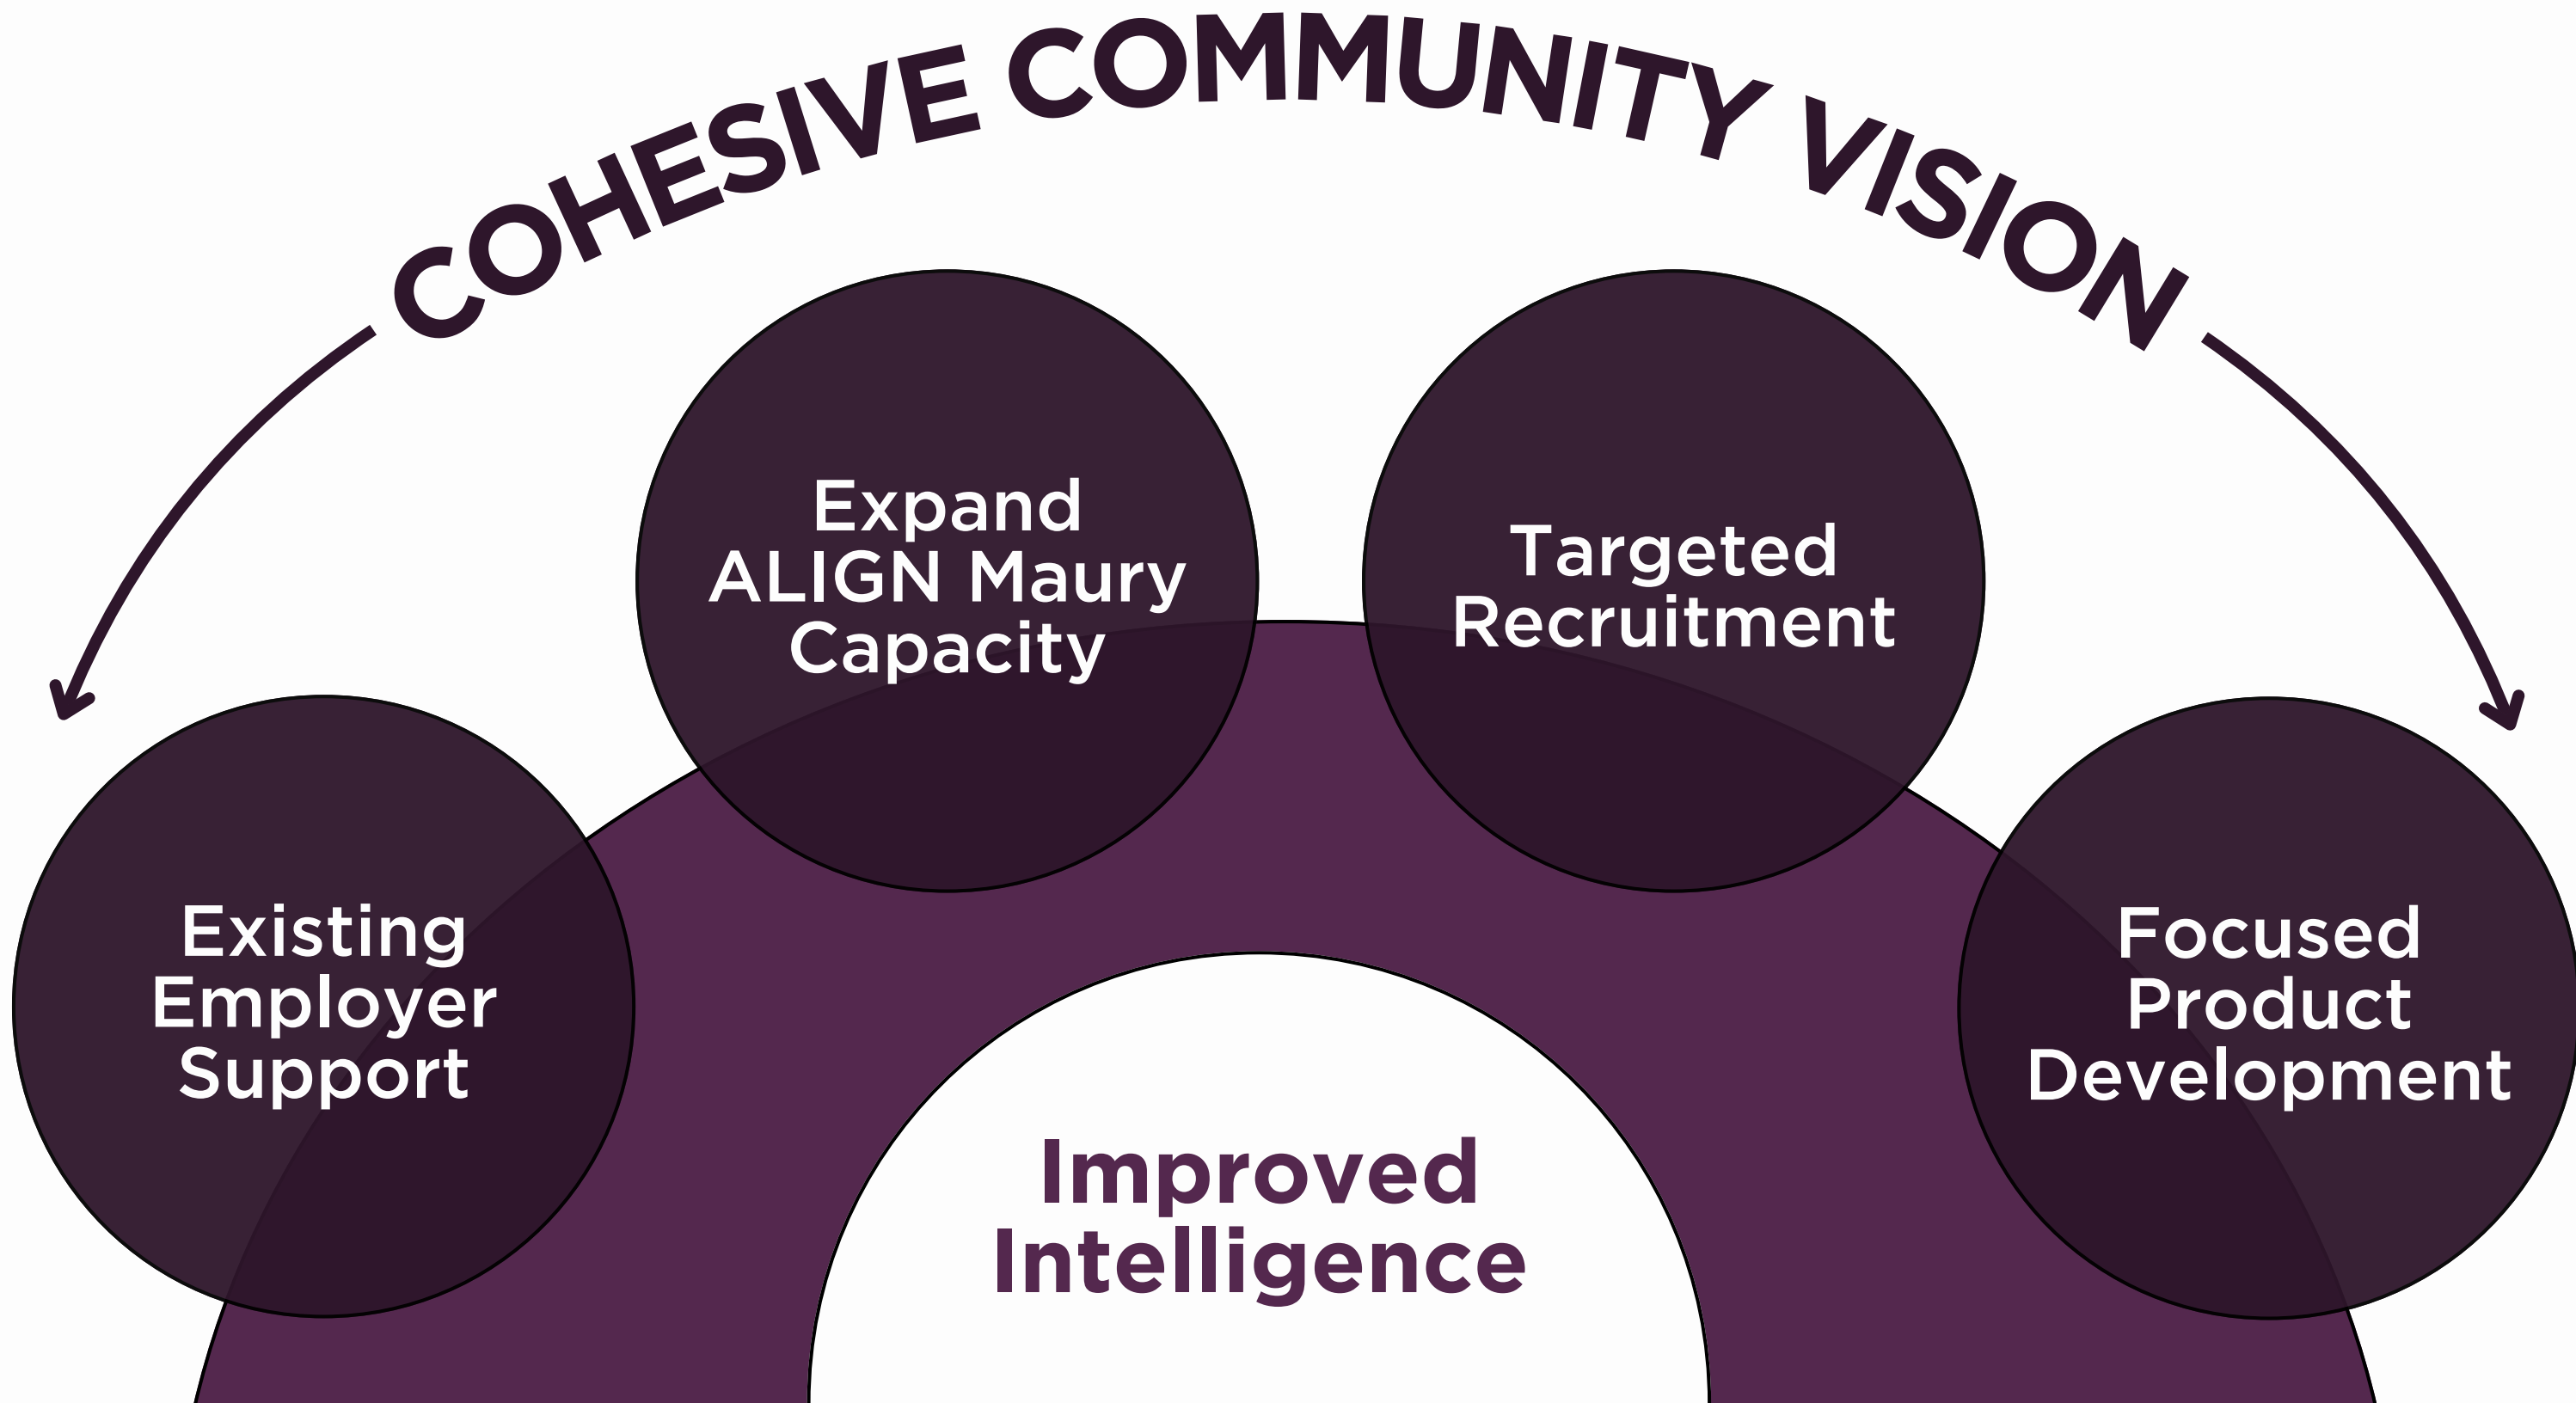 COHESIVE COMMUNITY VISION
Expand
ALIGN Maury
Capacity
Targeted
Recruitment
Existing
Employer
Support
Focused
Product
Development
Improved
Intelligence